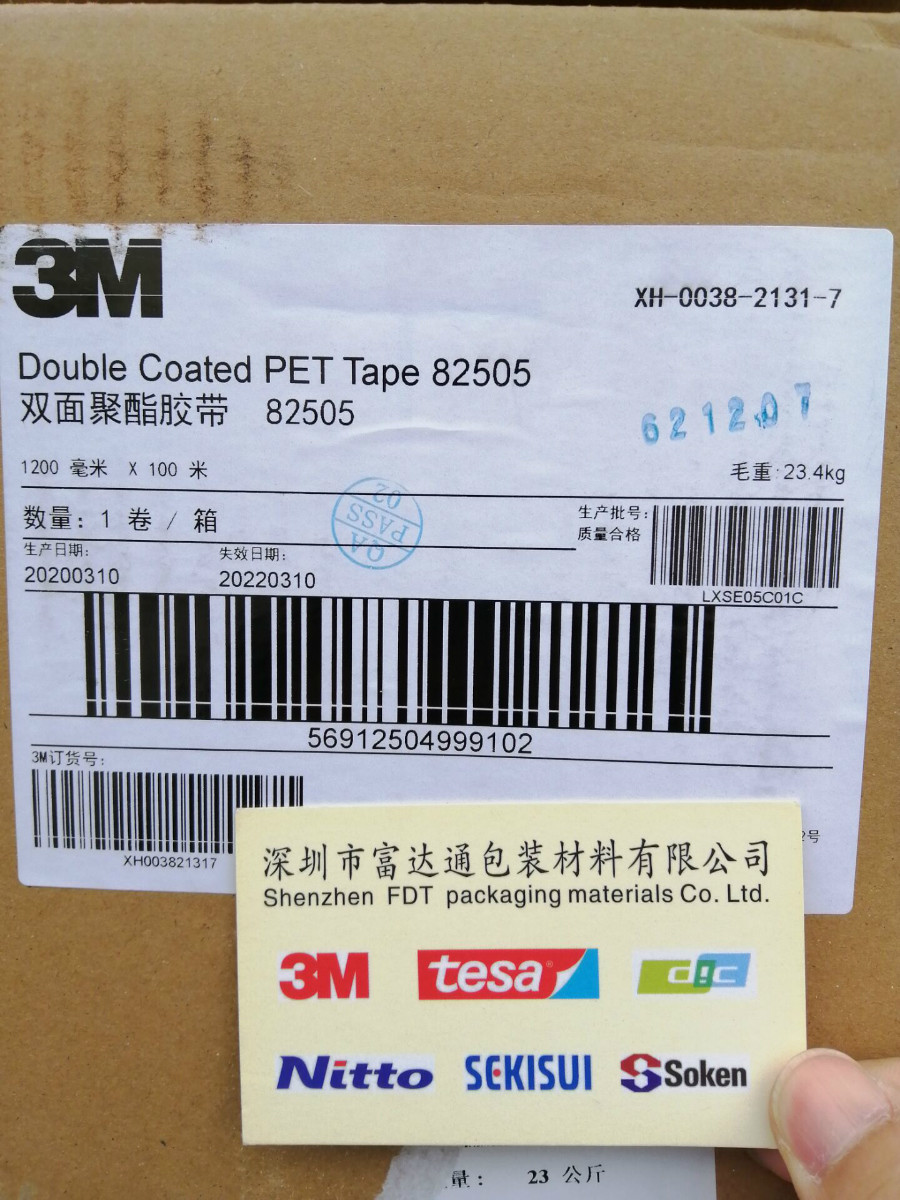 3M
XH-0038-2131-7
Double Coated PET Tape 82505
双面聚酯胶带 82505
621207
1200 毫米 X 100 米
毛重:23.4kg
数量: 1 卷 / 箱
QA
PASS
02
生产批号:
质量合格
LXSE05C01C
生产日期:
失效日期:
20200310
20220310
56912504999102
3M订货号:
XH003821317
2号
深圳市富达通包装材料有限公司
Shenzhen FDT packaging materials Co. Ltd.
3M
tesa®
dic
Nitto
SEKISUI
Soken
量: 23 公斤